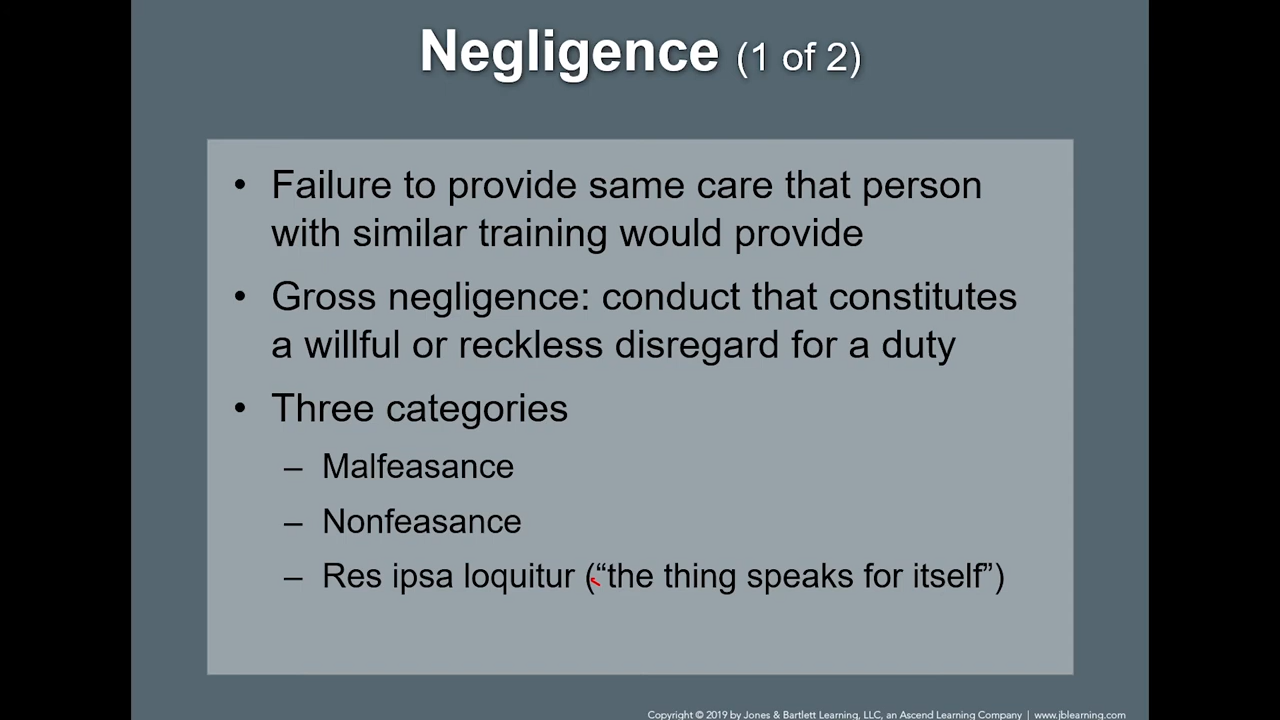 Negligence (1 of 2)
• Failure to provide same care that person
with similar training would provide
• Gross negligence: conduct that constitutes
a willful or reckless disregard for a duty
• Three categories
– Malfeasance
– Nonfeasance
– Res ipsa loquitur (“the thing speaks for itself”)
Copyright © 2019 by Jones & Bartlett Learning, LLC, an Ascend Learning Company | www.jblearning.com